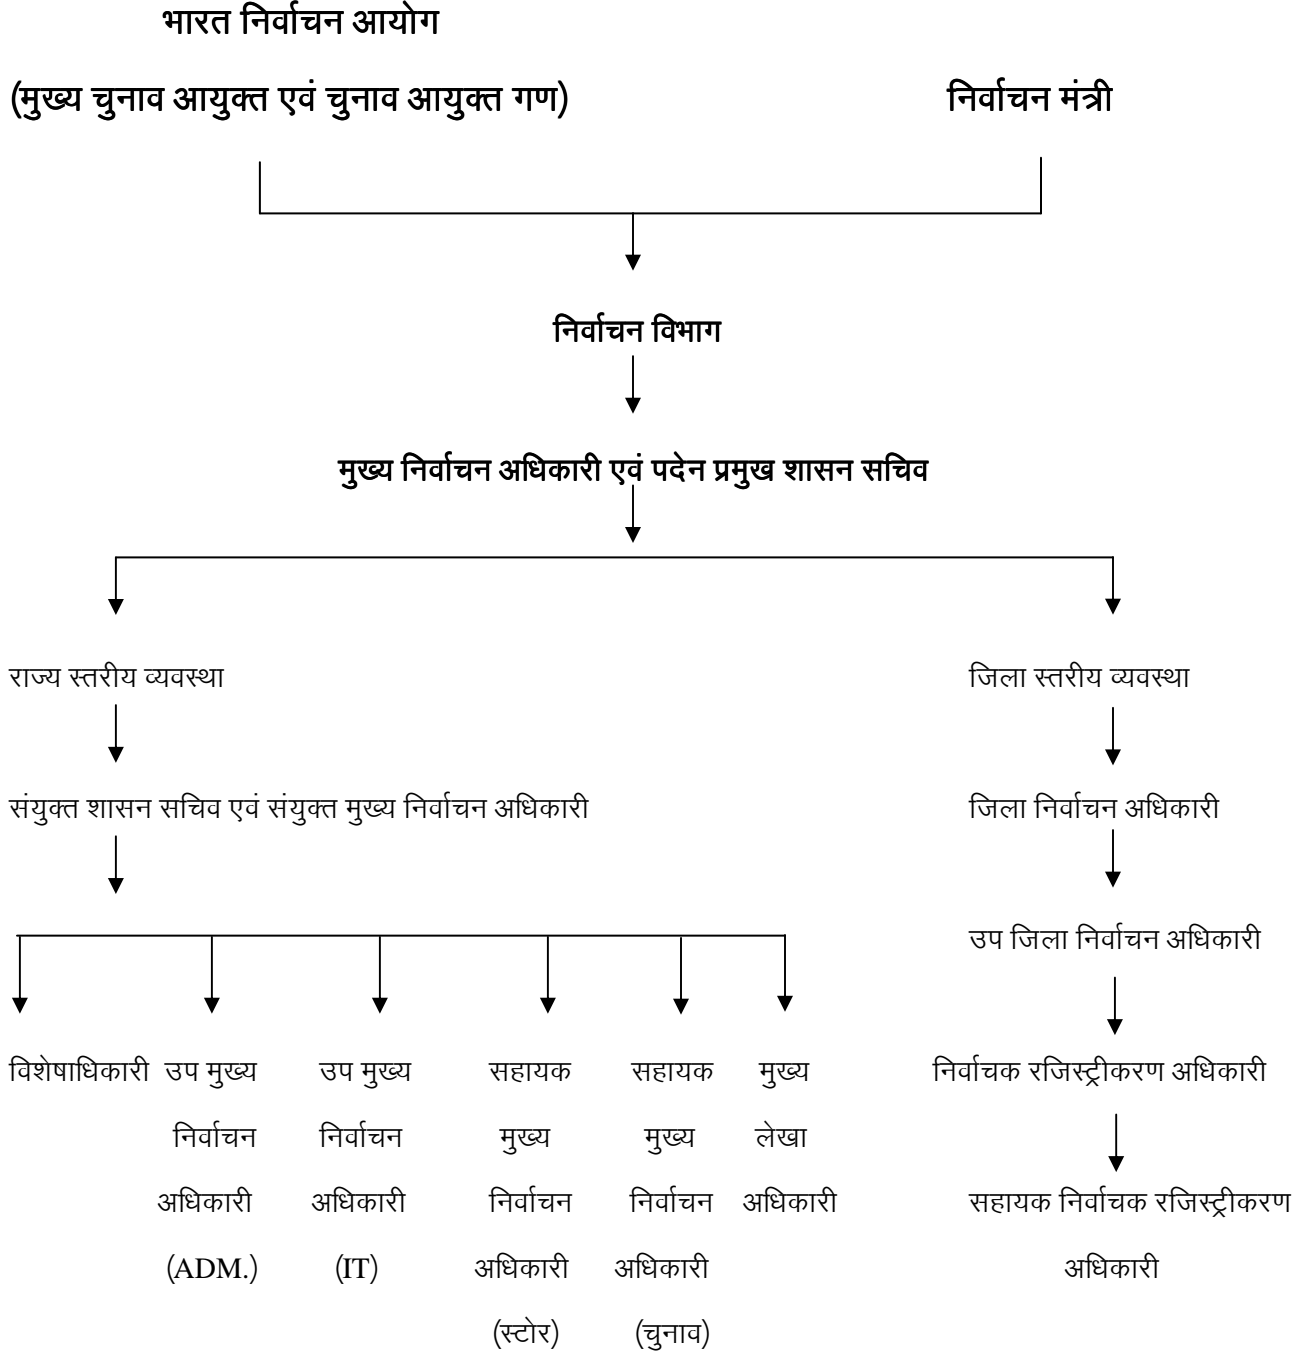 भारत निर्वाचन आयोग
(मुख्य चुनाव आयुक्त एवं चुनाव आयुक्त गण) निर्वाचन मंत्री
निर्वाचन विभाग
मुख्य निर्वाचन अधिकारी एवं पदेन प्रमुख शासन सचिव
राज्य स्तरीय व्यवस्था जिला स्तरीय व्यवस्था
संयुक्त शासन सचिव एवं संयुक्त मुख्य निर्वाचन अधिकारी जिला निर्वाचन अधिकारी
उप जिला निर्वाचन अधिकारी
विशेषाधिकारी उप मुख्य उप मुख्य सहायक सहायक मुख्य निर्वाचक रजिस्ट्रीकरण अधिकारी
निर्वाचन निर्वाचन मुख्य मुख्य लेखा
अधिकारी अधिकारी निर्वाचन निर्वाचन अधिकारी सहायक निर्वाचक रजिस्ट्रीकरण
(ADM.) (IT) अधिकारी अधिकारी अधिकारी
(स्टोर) (चुनाव)